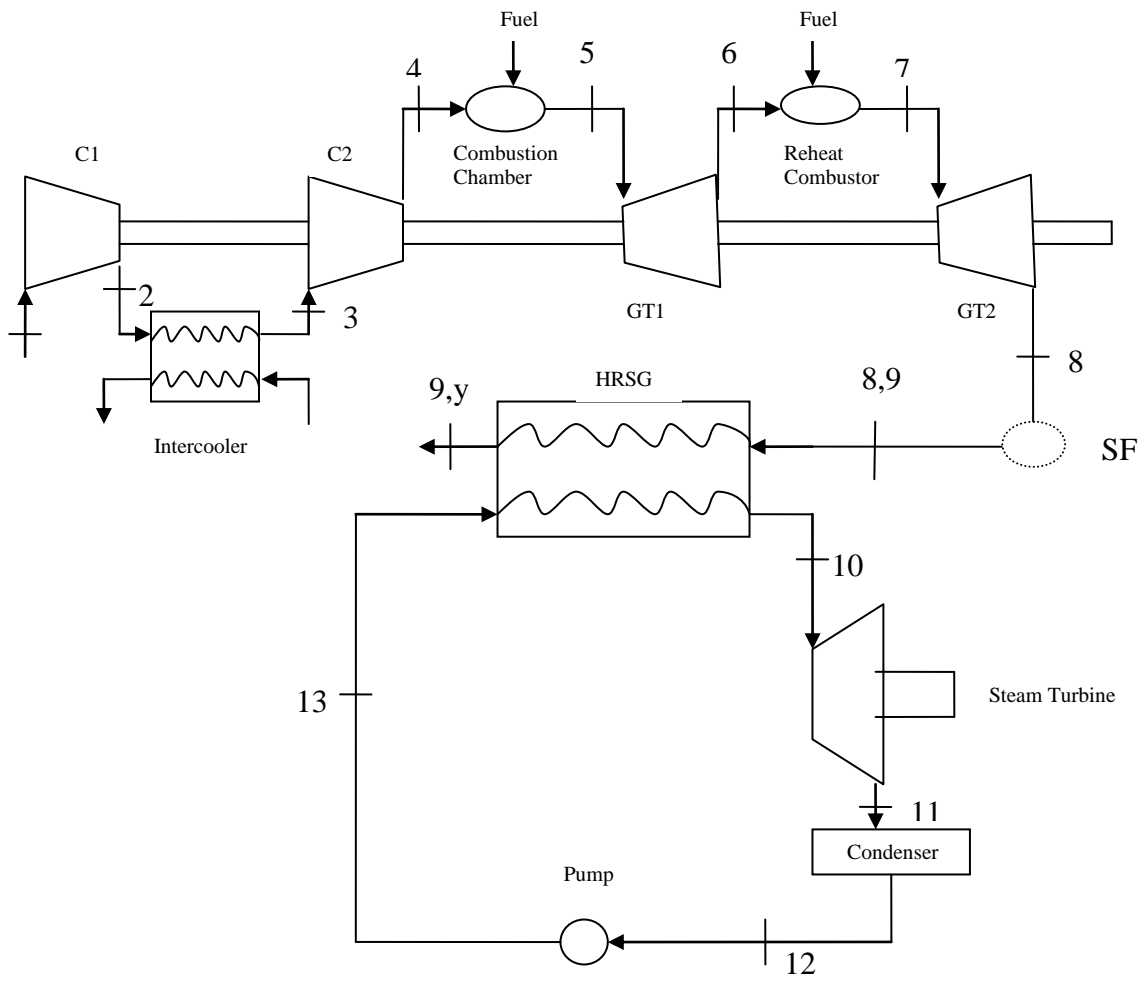 Fuel
Fuel
4
5
6
7
C1
C2
Combustion
Chamber
Reheat
Combustor
2
3
GT1
GT2
8
Intercooler
HRSG
9,y
8,9
SF
10
13
Steam Turbine
11
Condenser
Pump
12